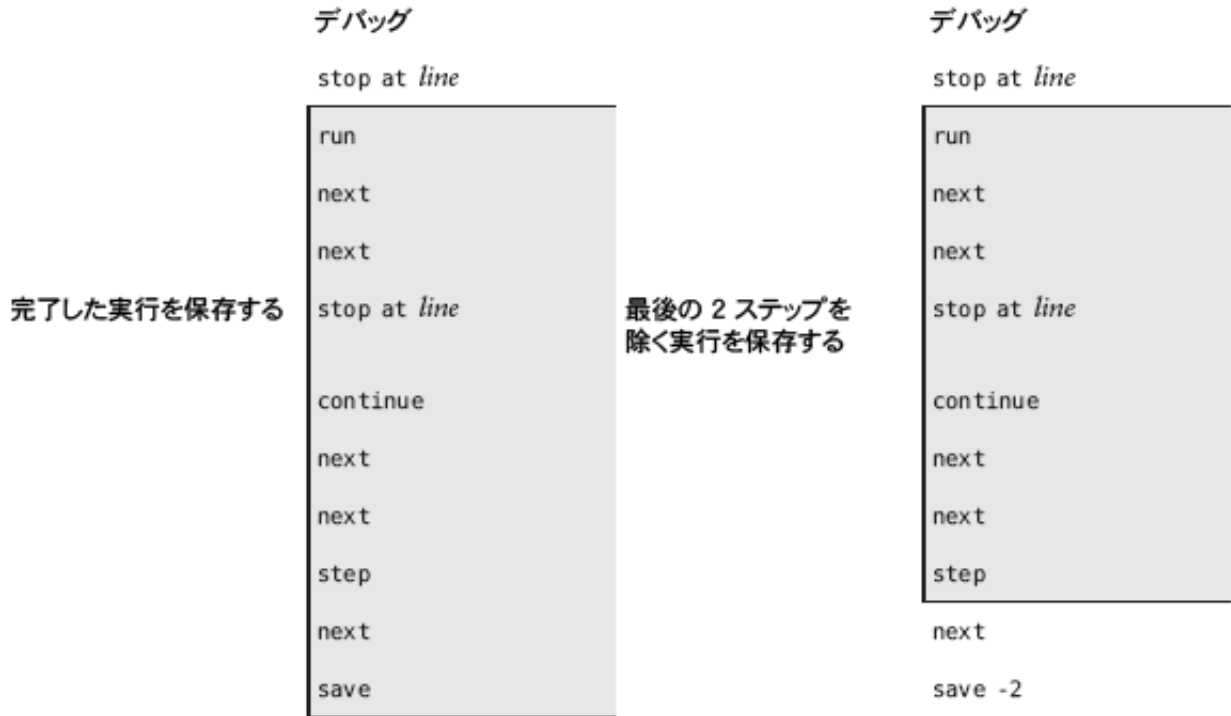 デバッグ
stop at line
run
next
next
完了した実行を保存する
stop at line
continue
next
next
step
next
save
デバッグ
stop at line
run
next
next
最後の 2 ステップを
除く実行を保存する
stop at line
continue
next
next
step
next
save -2